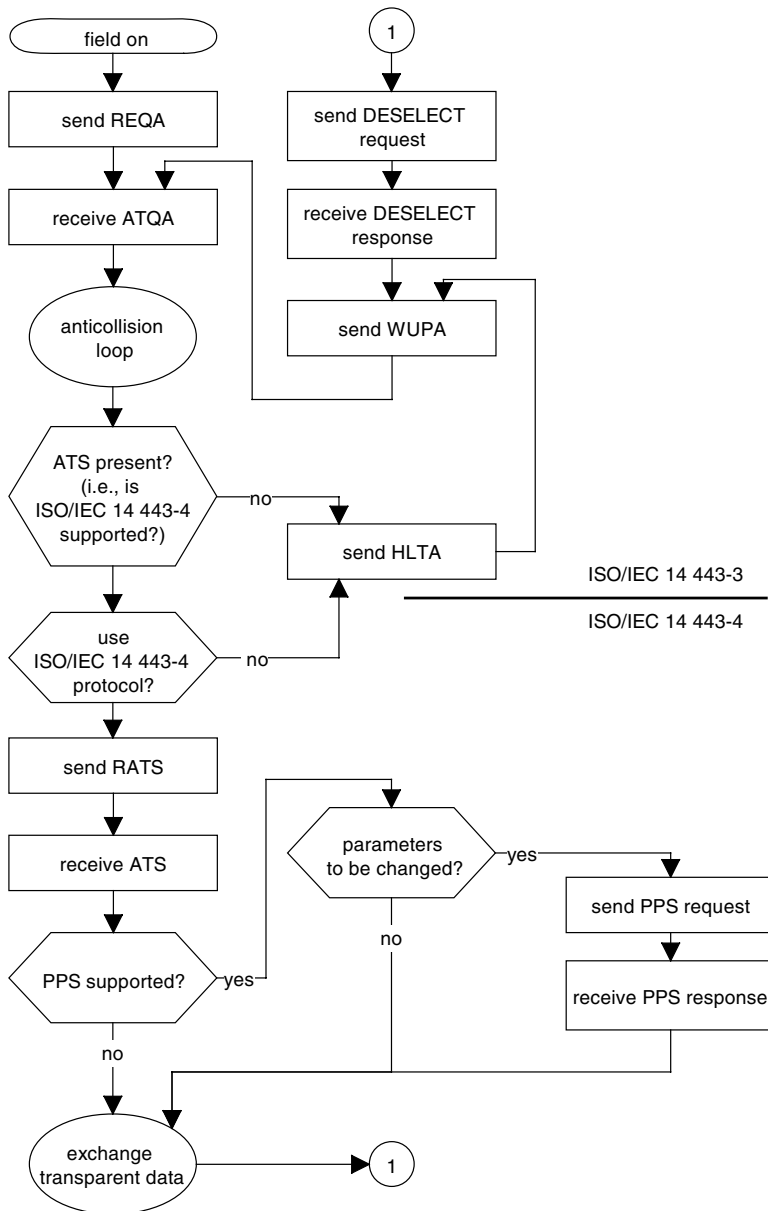 field on
1
send REQA
send DESELECT
request
receive ATQA
receive DESELECT
response
anticollision
loop
send WUPA
ATS present?
(i.e., is
ISO/IEC 14 443-4
supported?)
no
send HLTA
ISO/IEC 14 443-3
ISO/IEC 14 443-4
use
ISO/IEC 14 443-4
protocol?
no
send RATS
receive ATS
parameters
to be changed?
yes
send PPS request
no
PPS supported?
yes
receive PPS response
no
exchange
transparent data
1